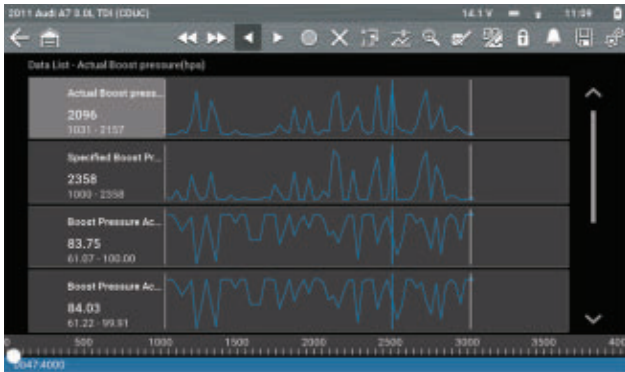 2011 Audi A7 3.0L TDI (CDUC) 14.1 V 11:09
Data List - Actual Boost pressure(hpa)
Actual Boost press...
2096
1031 - 2157
Specified Boost Pr...
2358
1000 - 2358
Boost Pressure Ac...
83.75
61.07 - 100.00
Boost Pressure Ac...
84.03
61.22 - 99.91
500 1000 1500 2000 2500 3000 3500 400
0047:4000